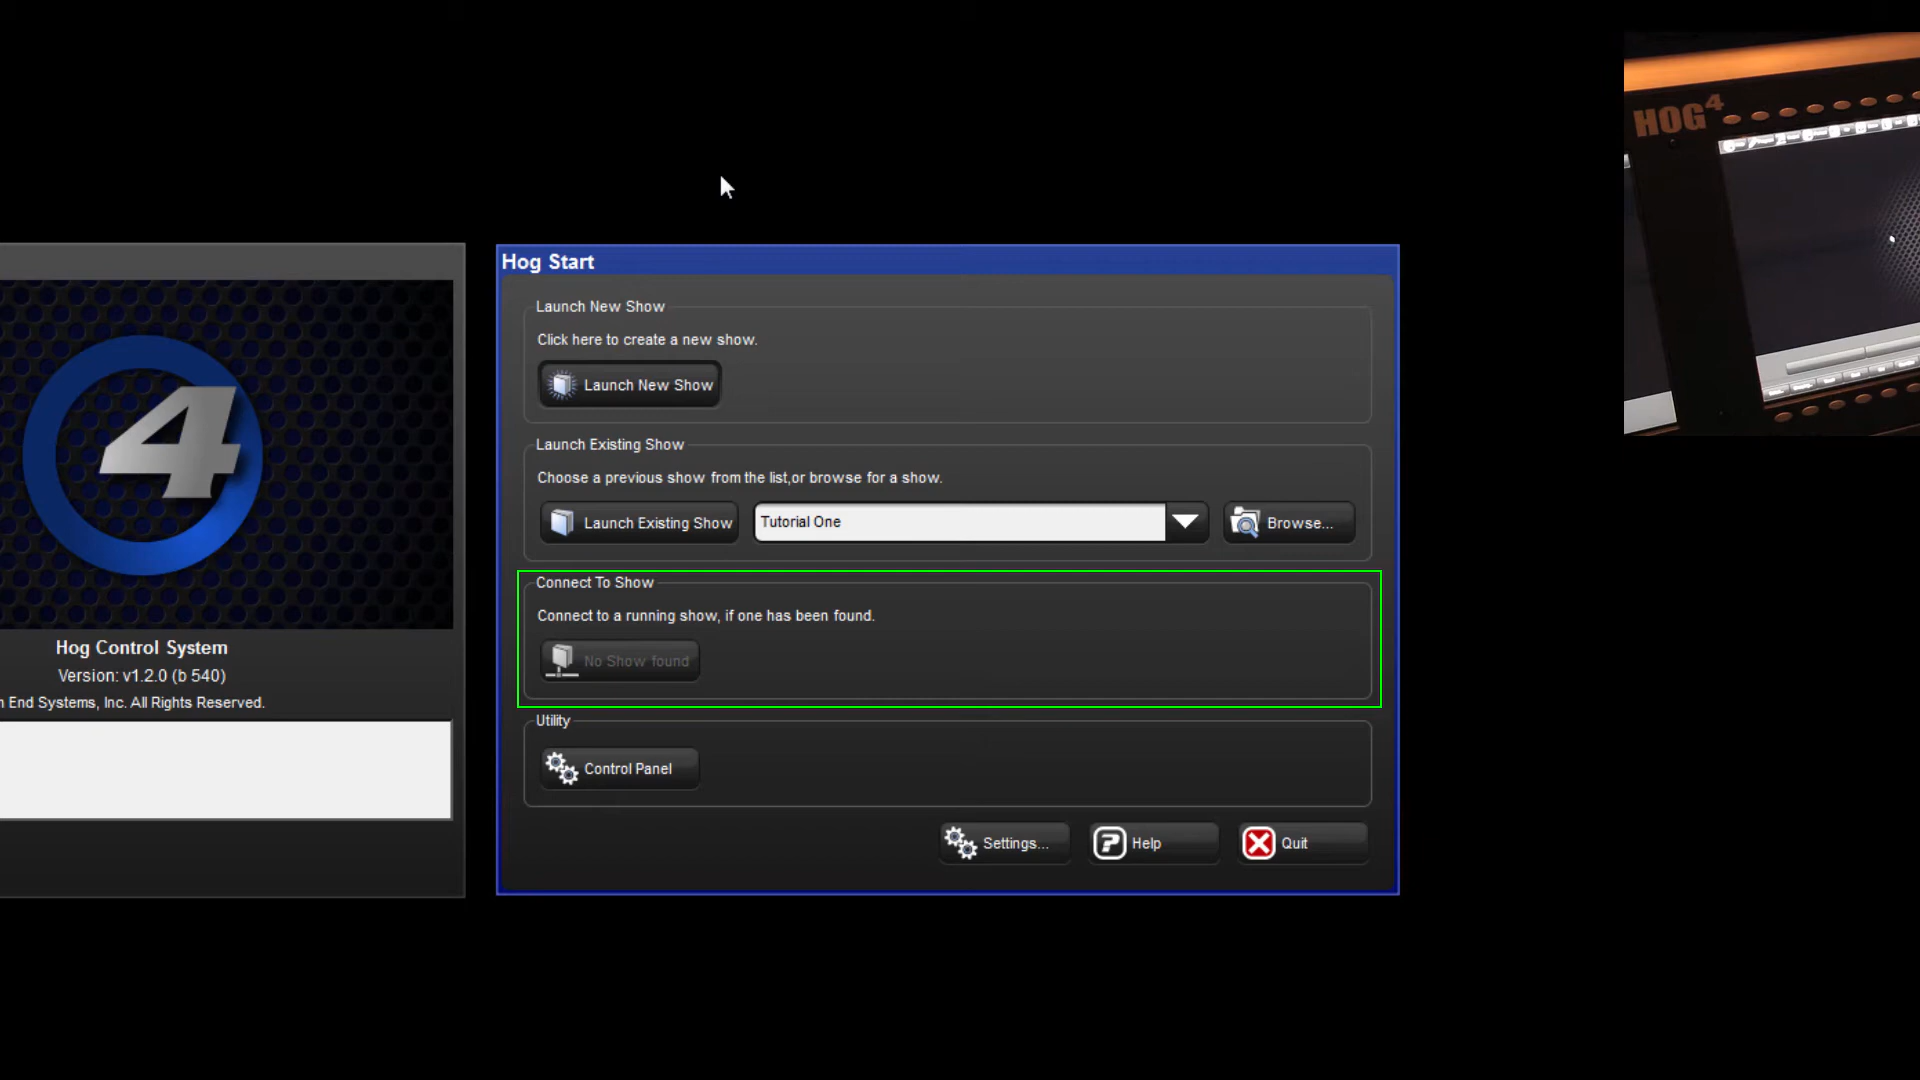 HOG4
Hog Start
Launch New Show
Click here to create a new show.
Launch New Show
Launch Existing Show
Choose a previous show from the list,or browse for a show.
Launch Existing Show
Tutorial One
Browse...
Connect To Show
Connect to a running show, if one has been found.
No Show found
Utility
Control Panel
Settings...
Help
Quit
4
Hog Control System
Version: v1.2.0 (b 540)
End Systems, Inc. All Rights Reserved.